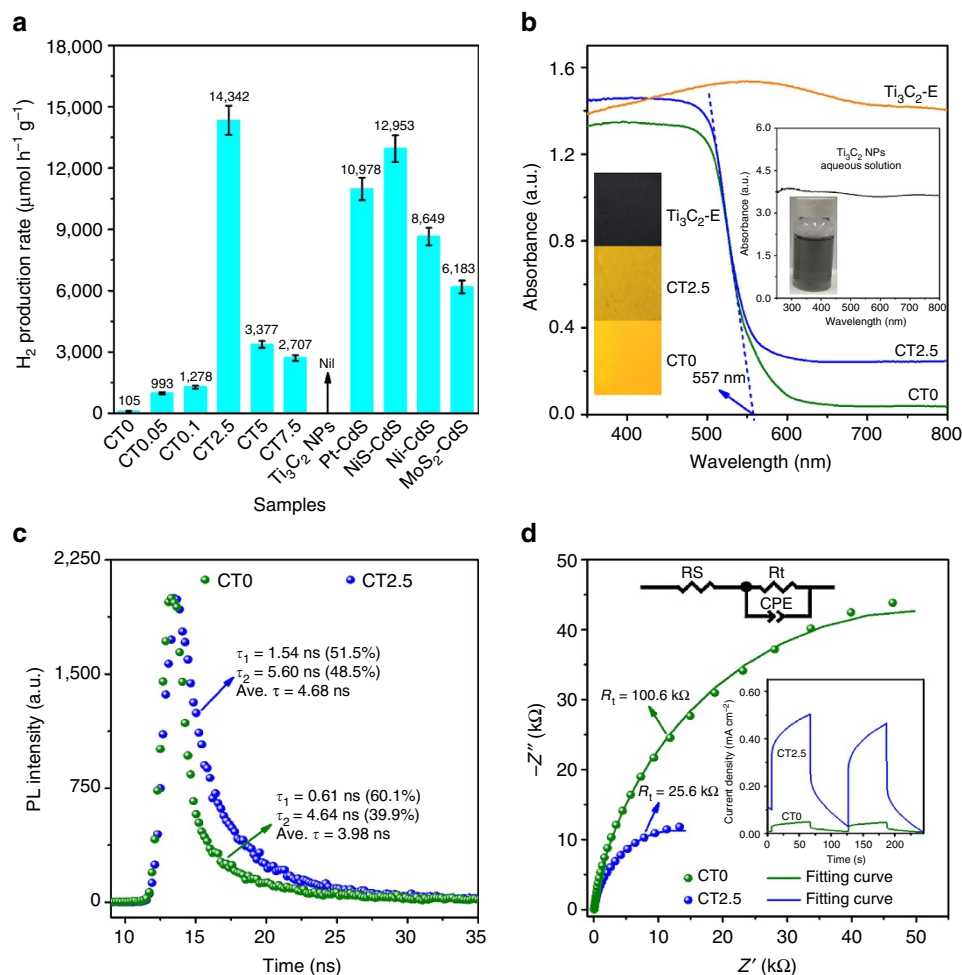 a
H₂ production rate (μmol h⁻¹ g⁻¹)
18,000
15,000
12,000
9,000
6,000
3,000
0
105
993
1,278
14,342
3,377
2,707
Nil
10,978
12,953
8,649
6,183
CT0
CT0.05
CT0.1
CT2.5
CT5
CT7.5
Ti₃C₂ NPs
Pt-CdS
NiS-CdS
Ni-CdS
MoS₂-CdS
Samples
b
Absorbance (a.u.)
1.6
1.2
0.8
0.4
0.0
400 500 600 700 800
Wavelength (nm)
Ti₃C₂-E
CT2.5
CT0
557 nm
Ti₃C₂-E
CT2.5
CT0
Absorbance (a.u.)
6.0
4.5
3.0
1.5
0.0
Ti₃C₂ NPs
aqueous solution
300 400 500 600 700 800
Wavelength (nm)
c
PL intensity (a.u.)
2,250
1,500
750
0
CT0 CT2.5
τ₁ = 1.54 ns (51.5%)
τ₂ = 5.60 ns (48.5%)
Ave. τ = 4.68 ns
τ₁ = 0.61 ns (60.1%)
τ₂ = 4.64 ns (39.9%)
Ave. τ = 3.98 ns
10 15 20 25 30 35
Time (ns)
d
−Z″ (kΩ)
50
40
30
20
10
0
RS Rt
CPE
Rₜ = 100.6 kΩ
Rₜ = 25.6 kΩ
Current density (mA cm⁻²)
0.60
0.40
0.20
0.00
CT2.5
CT0
0 50 100 150 200
Time (s)
CT0 Fitting curve
CT2.5 Fitting curve
0 10 20 30 40 50 60
Z′ (kΩ)